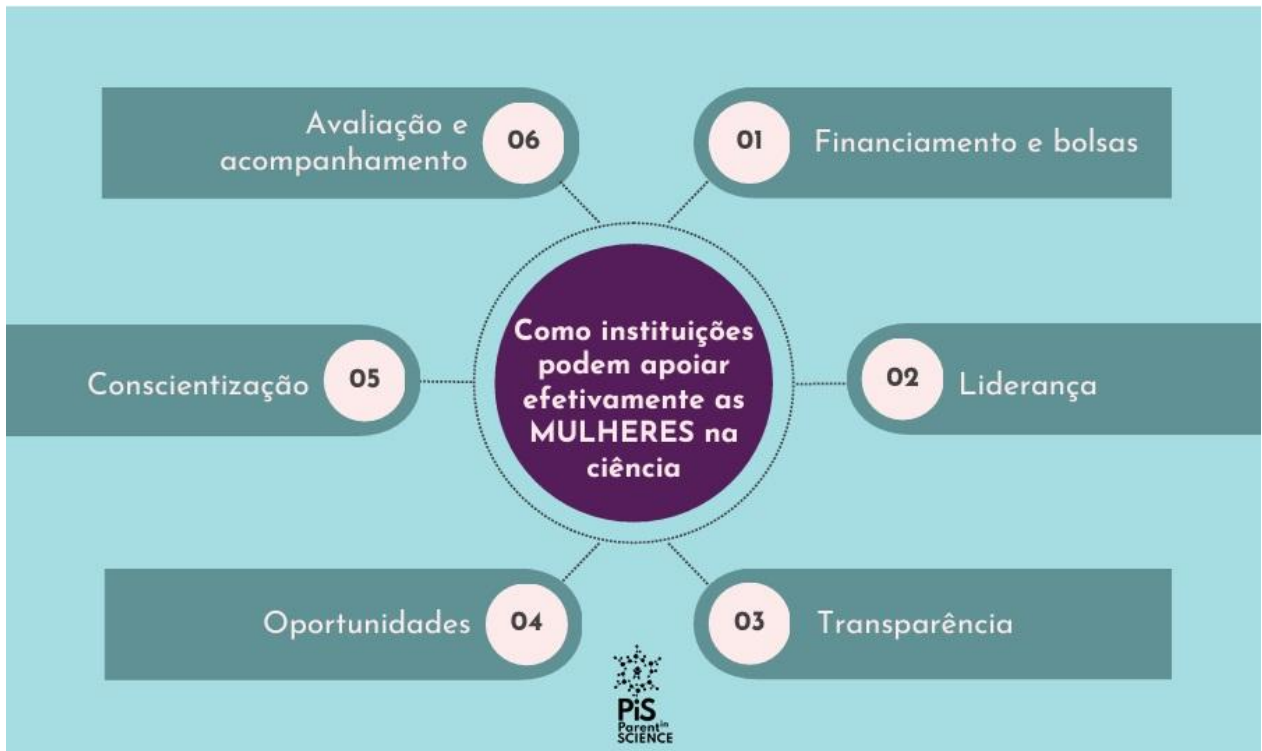 Avaliação e
acompanhamento
06
01
Financiamento e bolsas
Como instituições
podem apoiar
efetivamente as
MULHERES na
ciência
Conscientização
05
02
Liderança
Oportunidades
04
03
Transparência
PiS
Parent in
SCIENCE